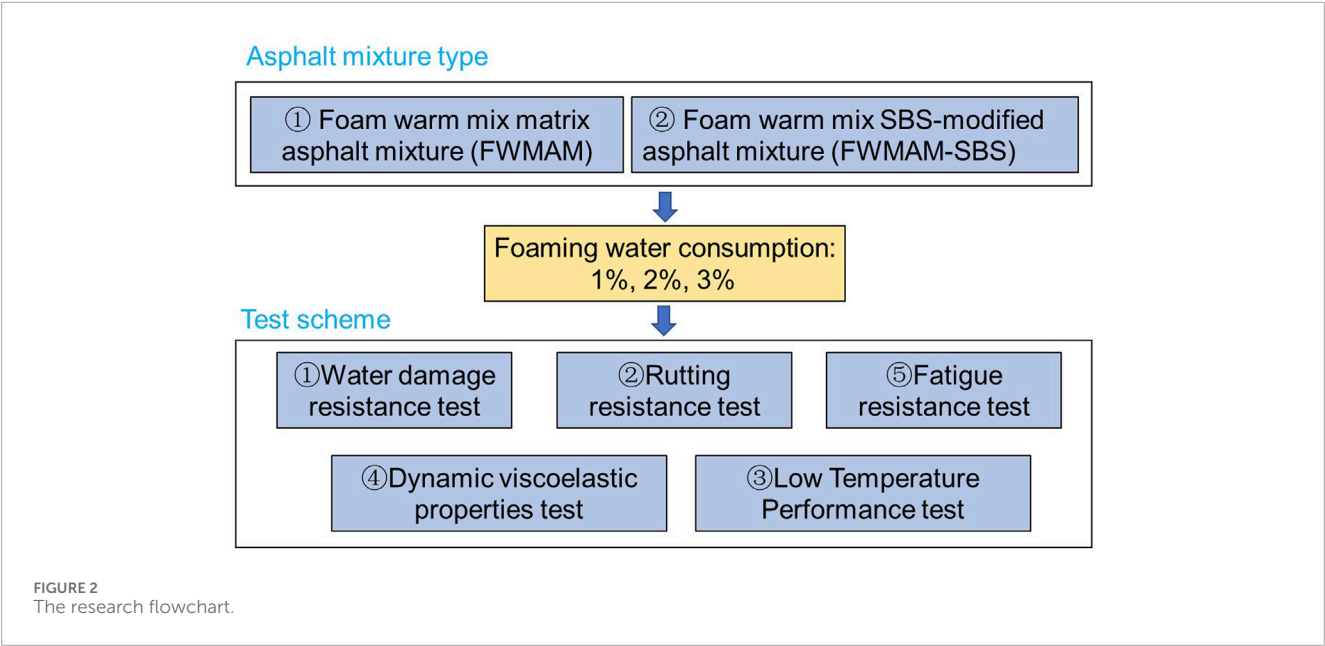 Asphalt mixture type
① Foam warm mix matrix
asphalt mixture (FWMAM)
② Foam warm mix SBS-modified
asphalt mixture (FWMAM-SBS)
Foaming water consumption:
1%, 2%, 3%
Test scheme
①Water damage
resistance test
②Rutting
resistance test
⑤Fatigue
resistance test
④Dynamic viscoelastic
properties test
③Low Temperature
Performance test
FIGURE 2
The research flowchart.